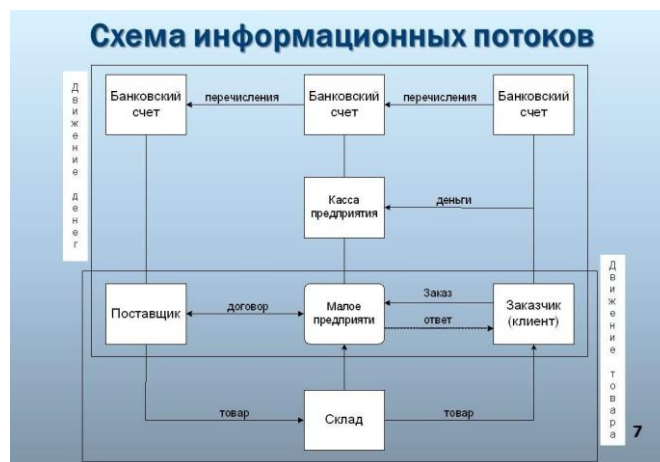 Схема информационных потоков
Движение денег
Банковский
счет
перечисления
Банковский
счет
перечисления
Банковский
счет
Касса
предприятия
деньги
Поставщик
договор
Малое
предприяти
Заказ
ответ
Заказчик
(клиент)
Движение товара
товар
Склад
товар
7